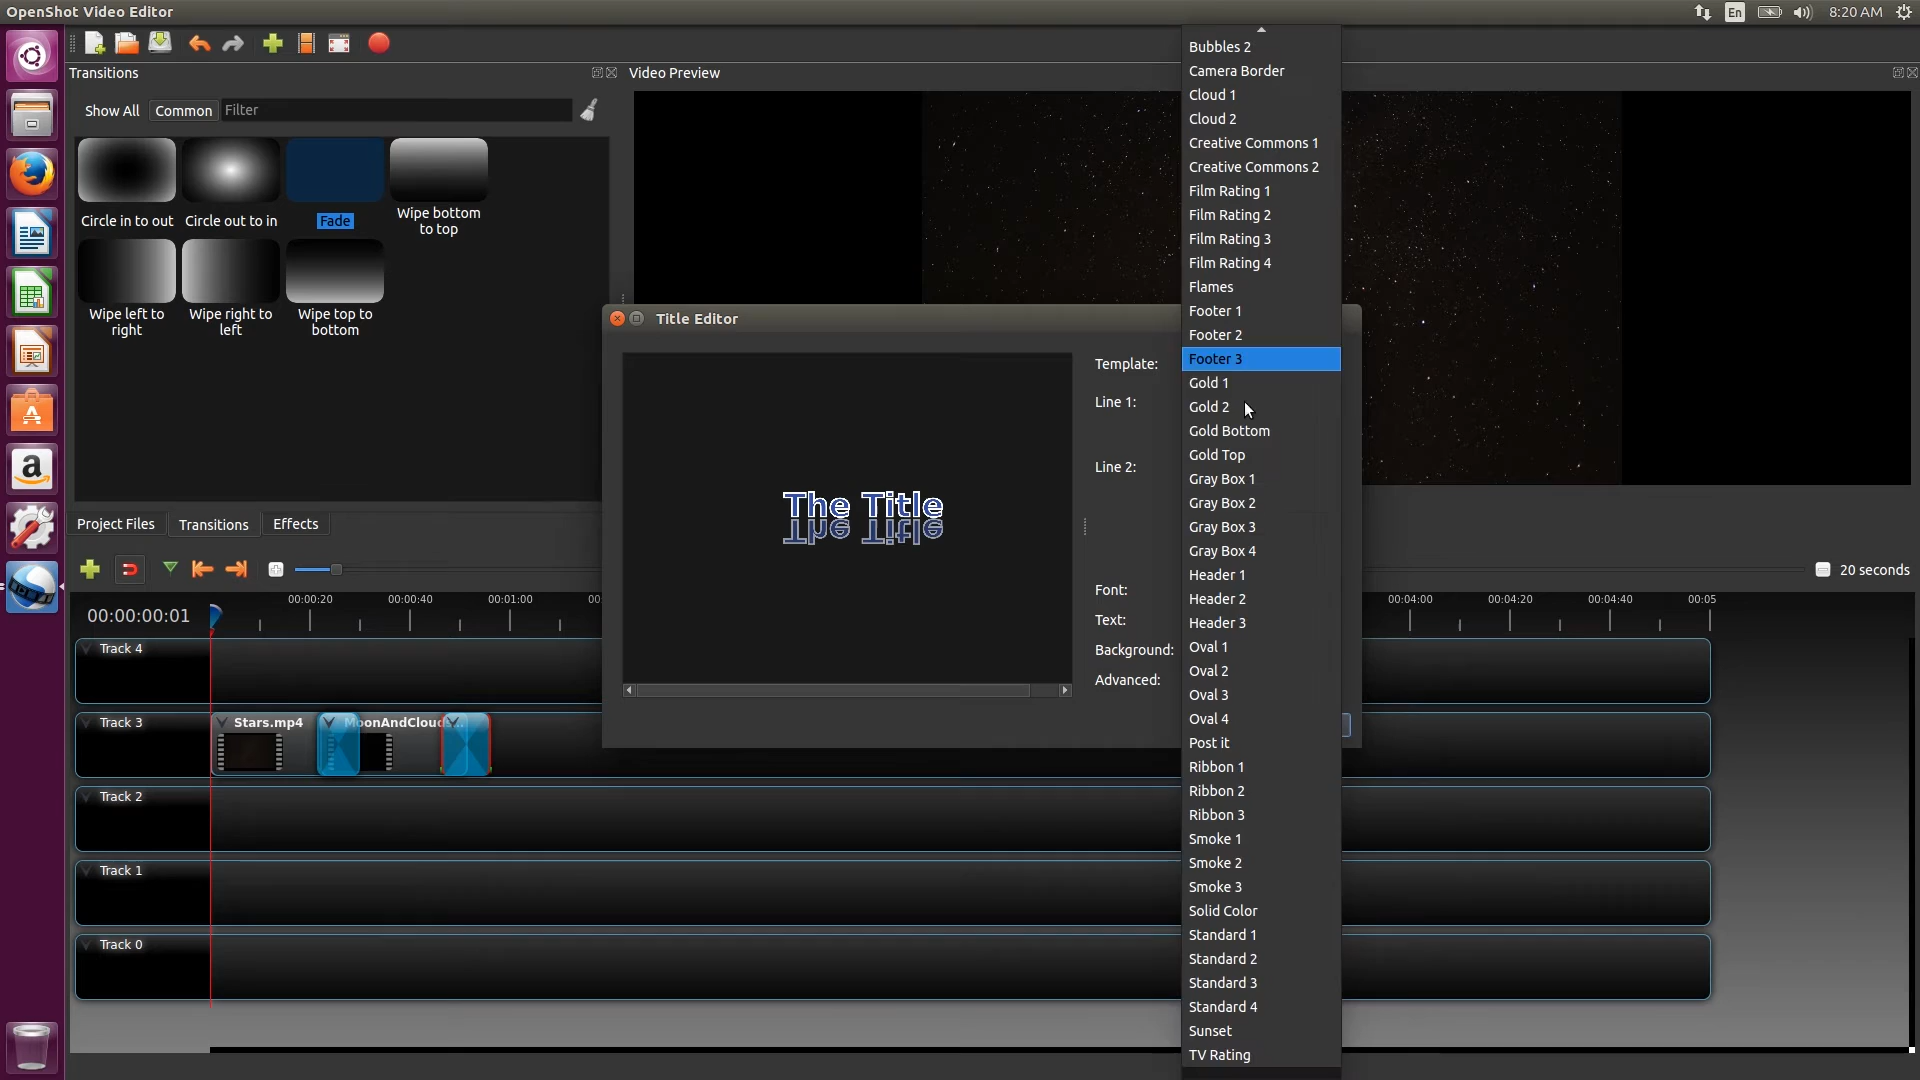 OpenShot Video Editor
En
8:20 AM
Transitions
Video Preview
Show All
Common
Filter
Circle in to out
Circle out to in
Fade
Wipe bottom
to top
Wipe left to
right
Wipe right to
left
Wipe top to
bottom
Project Files
Transitions
Effects
Title Editor
The Title
The Title
Template:
Line 1:
Line 2:
Font:
Text:
Background:
Advanced:
Bubbles 2
Camera Border
Cloud 1
Cloud 2
Creative Commons 1
Creative Commons 2
Film Rating 1
Film Rating 2
Film Rating 3
Film Rating 4
Flames
Footer 1
Footer 2
Footer 3
Gold 1
Gold 2
Gold Bottom
Gold Top
Gray Box 1
Gray Box 2
Gray Box 3
Gray Box 4
Header 1
Header 2
Header 3
Oval 1
Oval 2
Oval 3
Oval 4
Post it
Ribbon 1
Ribbon 2
Ribbon 3
Smoke 1
Smoke 2
Smoke 3
Solid Color
Standard 1
Standard 2
Standard 3
Standard 4
Sunset
TV Rating
20 seconds
00:00:00:01
00:00:20
00:00:40
00:01:00
00
00:04:00
00:04:20
00:04:40
00:05
Track 4
Track 3
Stars.mp4
MoonAndClouds...
Track 2
Track 1
Track 0
a